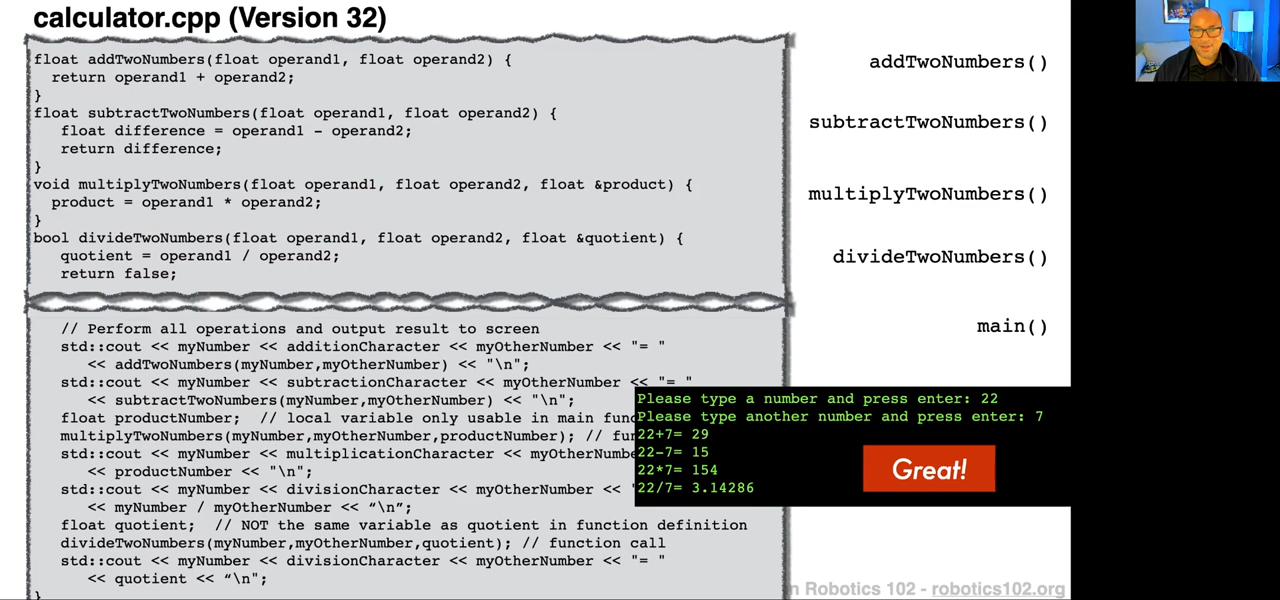 calculator.cpp (Version 32)
float addTwoNumbers(float operand1, float operand2) {
return operand1 + operand2;
}
float subtractTwoNumbers(float operand1, float operand2) {
float difference = operand1 - operand2;
return difference;
}
void multiplyTwoNumbers(float operand1, float operand2, float &product) {
product = operand1 * operand2;
}
bool divideTwoNumbers(float operand1, float operand2, float &quotient) {
quotient = operand1 / operand2;
return false;
// Perform all operations and output result to screen
std::cout << myNumber << additionCharacter << myOtherNumber << "= "
<< addTwoNumbers(myNumber,myOtherNumber) << "\n";
std::cout << myNumber << subtractionCharacter << myOtherNumber << "= "
<< subtractTwoNumbers(myNumber,myOtherNumber) << "\n";
float productNumber;  // local variable only usable in main
multiplyTwoNumbers(myNumber,myOtherNumber,productNumber); //
std::cout << myNumber << multiplicationCharacter <<
<< productNumber << "\n";
std::cout << myNumber << divisionCharacter << myOtherNumber <<
<< myNumber / myOtherNumber << “\n”;
float quotient;  // NOT the same variable as quotient in function definition
divideTwoNumbers(myNumber,myOtherNumber,quotient); // function call
std::cout << myNumber << divisionCharacter << myOtherNumber << "= "
<< quotient << “\n";
}
addTwoNumbers()
subtractTwoNumbers()
multiplyTwoNumbers()
divideTwoNumbers()
main()
Please type a number and press enter: 22
Please type another number and press enter: 7
22+7= 29
22-7= 15
22*7= 154
22/7= 3.14286
Great!
Robotics 102 - robotics102.org